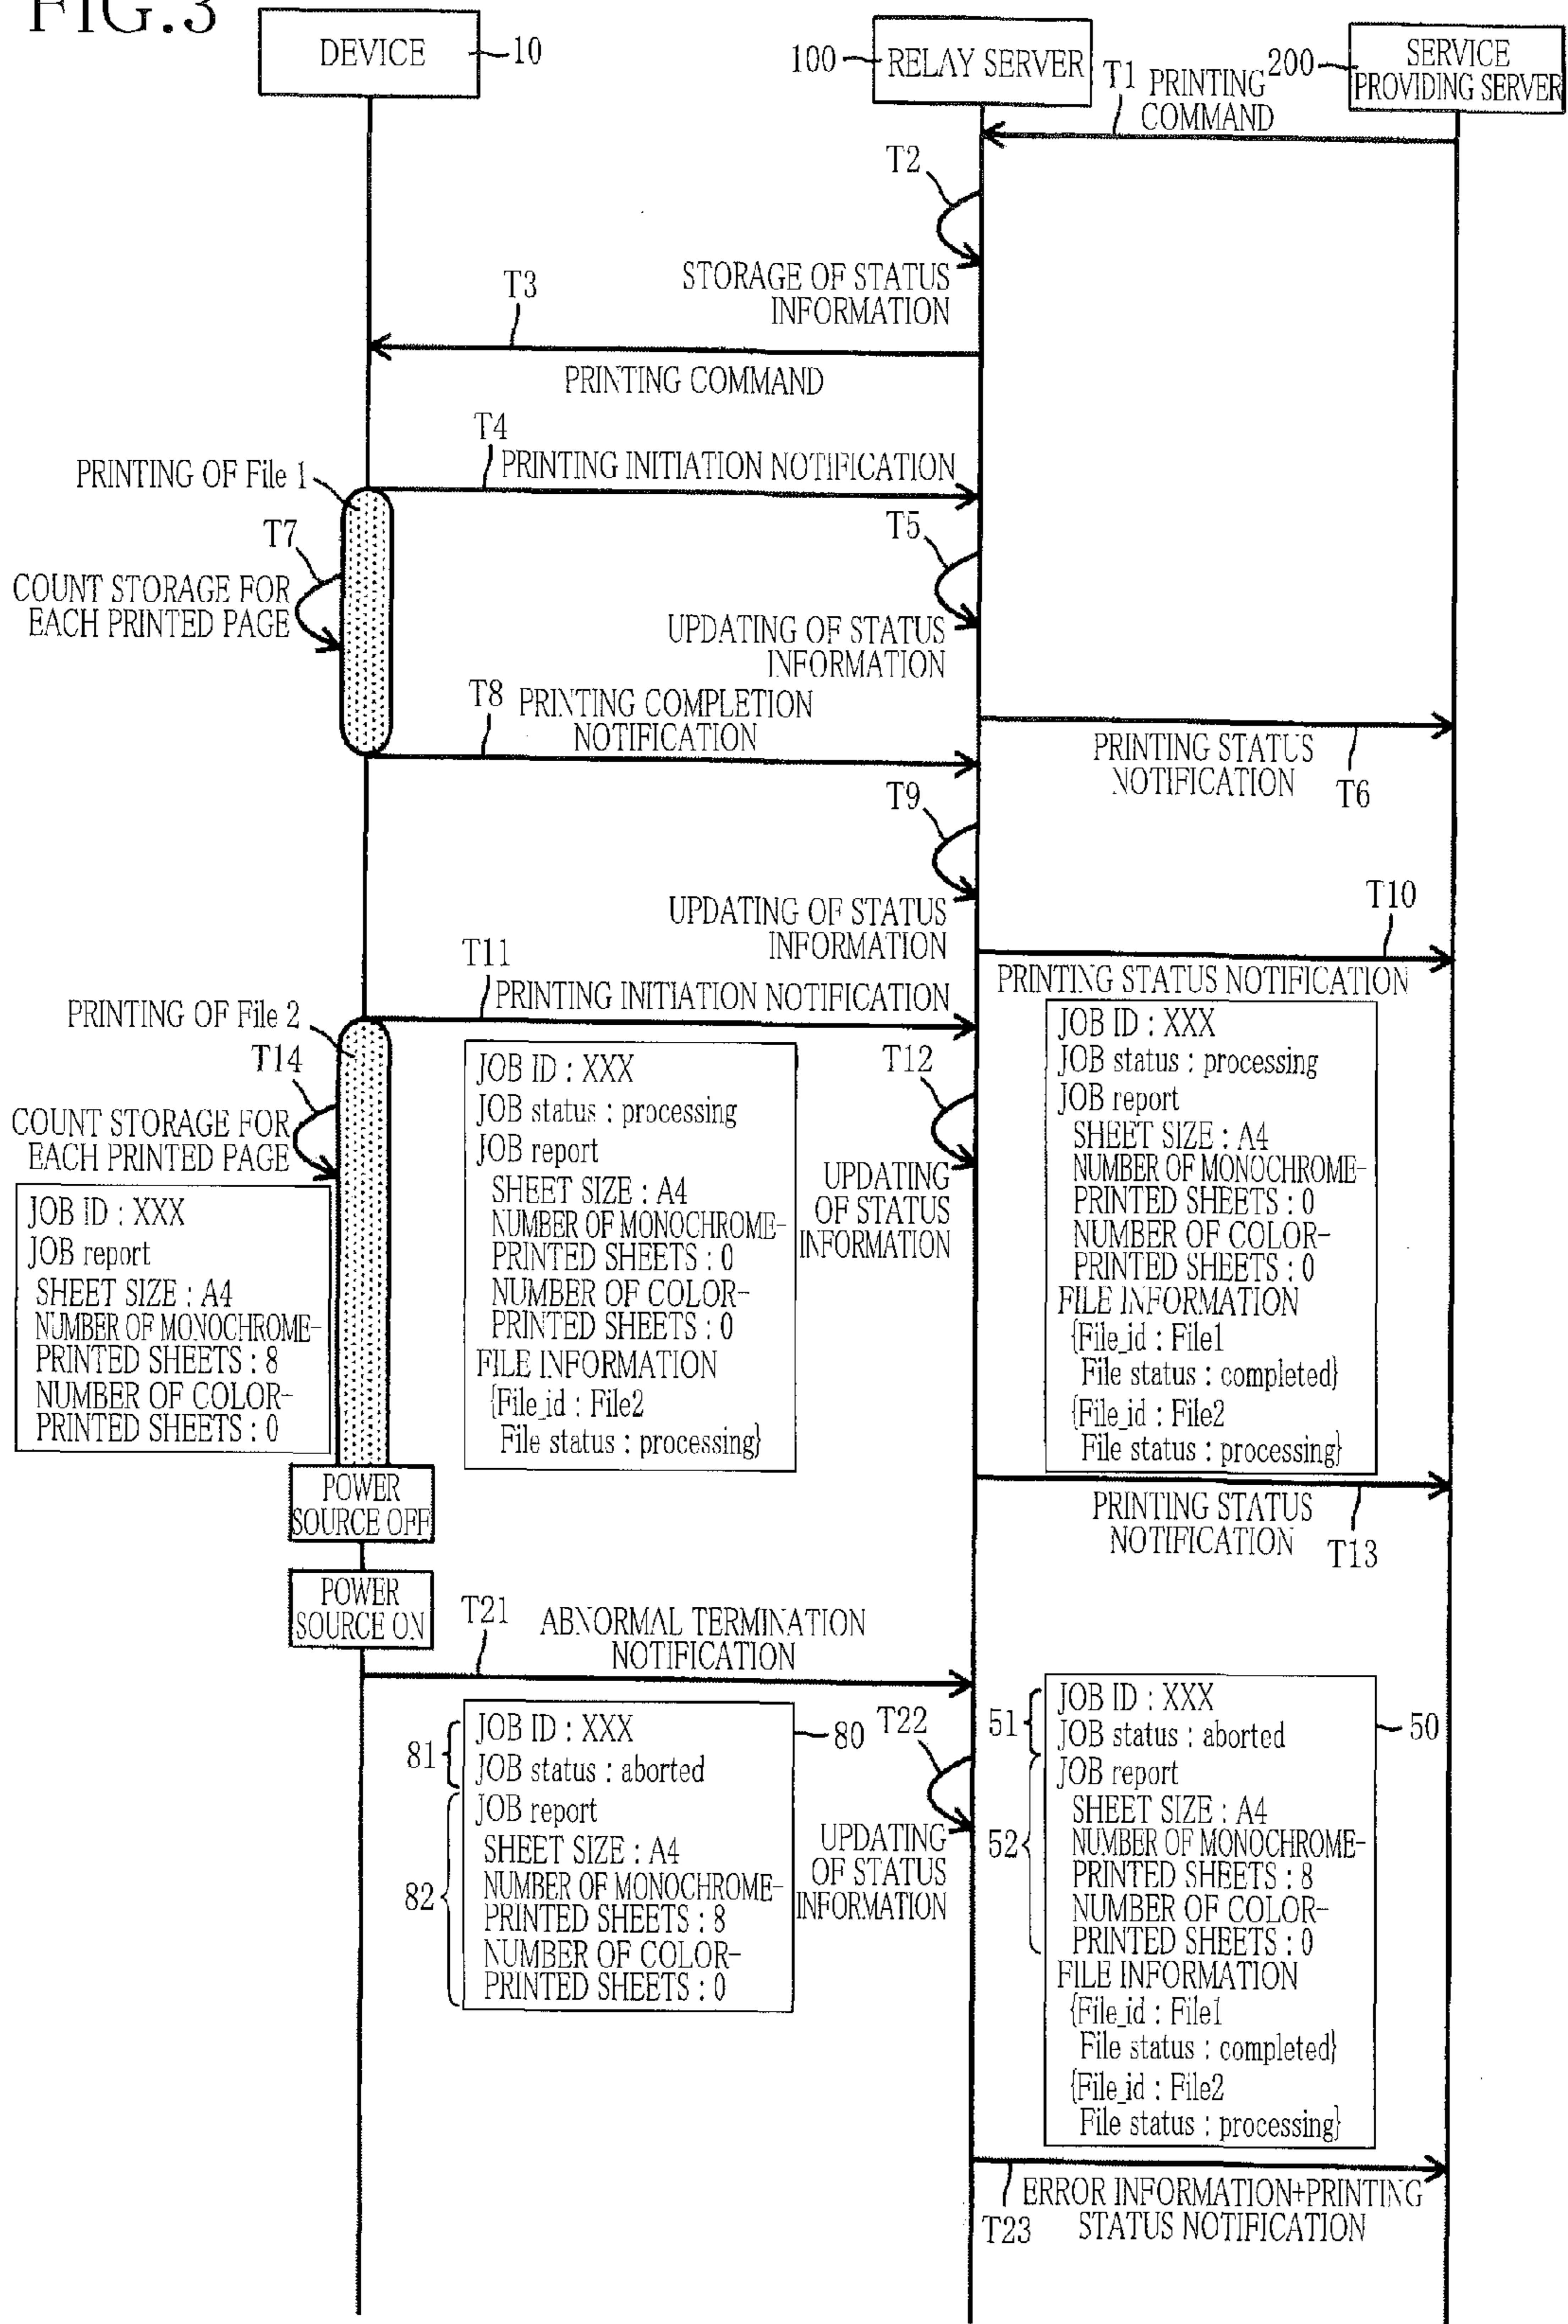 FIG.3
DEVICE
10
100
RELAY SERVER
200
SERVICE
PROVIDING SERVER
T1
PRINTING
COMMAND
T2
STORAGE OF STATUS
INFORMATION
T3
PRINTING COMMAND
T4
PRINTING INITIATION NOTIFICATION
PRINTING OF File 1
T7
COUNT STORAGE FOR
EACH PRINTED PAGE
T5
UPDATING OF STATUS
INFORMATION
T8
PRINTING COMPLETION
NOTIFICATION
PRINTING STATUS
NOTIFICATION
T6
T9
UPDATING OF STATUS
INFORMATION
T10
PRINTING STATUS NOTIFICATION
T11
PRINTING INITIATION NOTIFICATION
PRINTING OF File 2
T14
COUNT STORAGE FOR
EACH PRINTED PAGE
JOB ID : XXX
JOB report
SHEET SIZE : A4
NUMBER OF MONOCHROME-
PRINTED SHEETS : 8
NUMBER OF COLOR-
PRINTED SHEETS : 0
JOB ID : XXX
JOB status : processing
JOB report
SHEET SIZE : A4
NUMBER OF MONOCHROME-
PRINTED SHEETS : 0
NUMBER OF COLOR-
PRINTED SHEETS : 0
FILE INFORMATION
{File_id : File2
File status : processing}
T12
UPDATING
OF STATUS
INFORMATION
JOB ID : XXX
JOB status : processing
JOB report
SHEET SIZE : A4
NUMBER OF MONOCHROME-
PRINTED SHEETS : 0
NUMBER OF COLOR-
PRINTED SHEETS : 0
FILE INFORMATION
{File_id : File1
File status : completed}
{File_id : File2
File status : processing}
POWER
SOURCE OFF
PRINTING STATUS
NOTIFICATION
T13
POWER
SOURCE ON
T21
ABNORMAL TERMINATION
NOTIFICATION
81
JOB ID : XXX
JOB status : aborted
80
82
JOB report
SHEET SIZE : A4
NUMBER OF MONOCHROME-
PRINTED SHEETS : 8
NUMBER OF COLOR-
PRINTED SHEETS : 0
T22
UPDATING
OF STATUS
INFORMATION
51
JOB ID : XXX
JOB status : aborted
50
52
JOB report
SHEET SIZE : A4
NUMBER OF MONOCHROME-
PRINTED SHEETS : 8
NUMBER OF COLOR-
PRINTED SHEETS : 0
FILE INFORMATION
{File_id : File1
File status : completed}
{File_id : File2
File status : processing}
T23
ERROR INFORMATION+PRINTING
STATUS NOTIFICATION